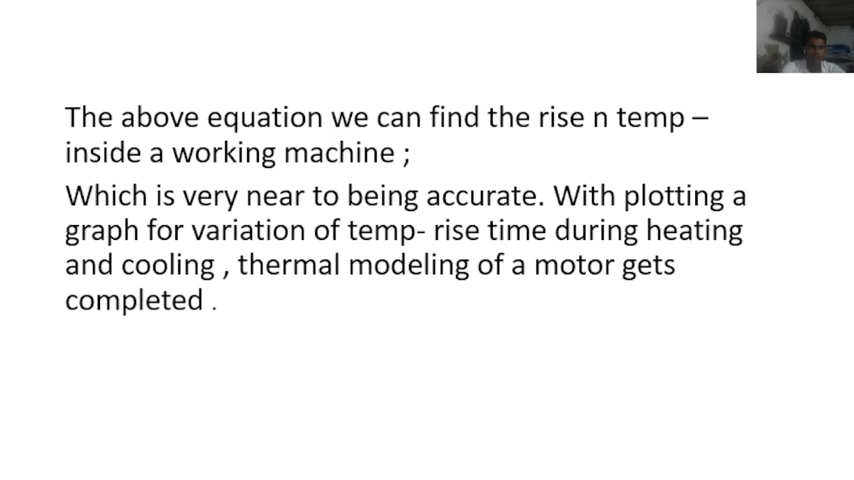 The above equation we can find the rise n temp –
inside a working machine ;
Which is very near to being accurate. With plotting a
graph for variation of temp- rise time during heating
and cooling , thermal modeling of a motor gets
completed .